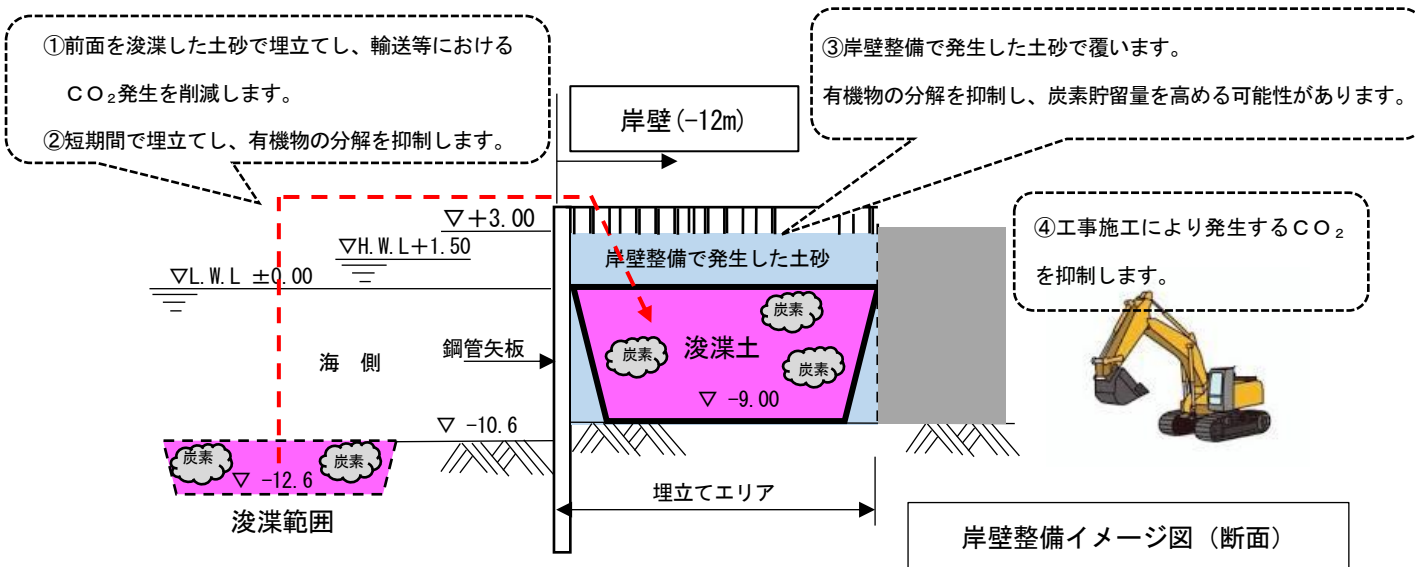 ①前面を浚渫した土砂で埋立てし、輸送等における
CO₂発生を削減します。
②短期間で埋立てし、有機物の分解を抑制します。
③岸壁整備で発生した土砂で覆います。
有機物の分解を抑制し、炭素貯留量を高める可能性があります。
岸壁(-12m)
④工事施工により発生するCO₂
を抑制します。
▽+3.00
▽H.W.L+1.50
▽L.W.L ±0.00
岸壁整備で発生した土砂
炭素
炭素
炭素
浚渫土
▽ -9.00
海 側
鋼管矢板
▽ -10.6
炭素
炭素
▽ -12.6
浚渫範囲
埋立てエリア
岸壁整備イメージ図（断面）